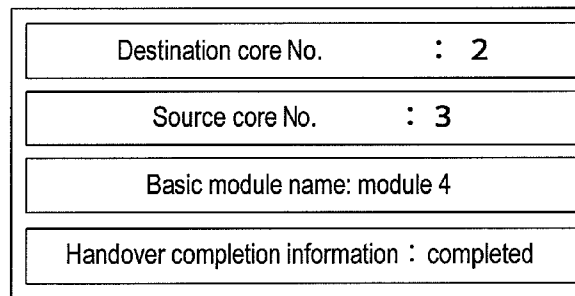 Destination core No. : 2
Source core No. : 3
Basic module name: module 4
Handover completion information : completed